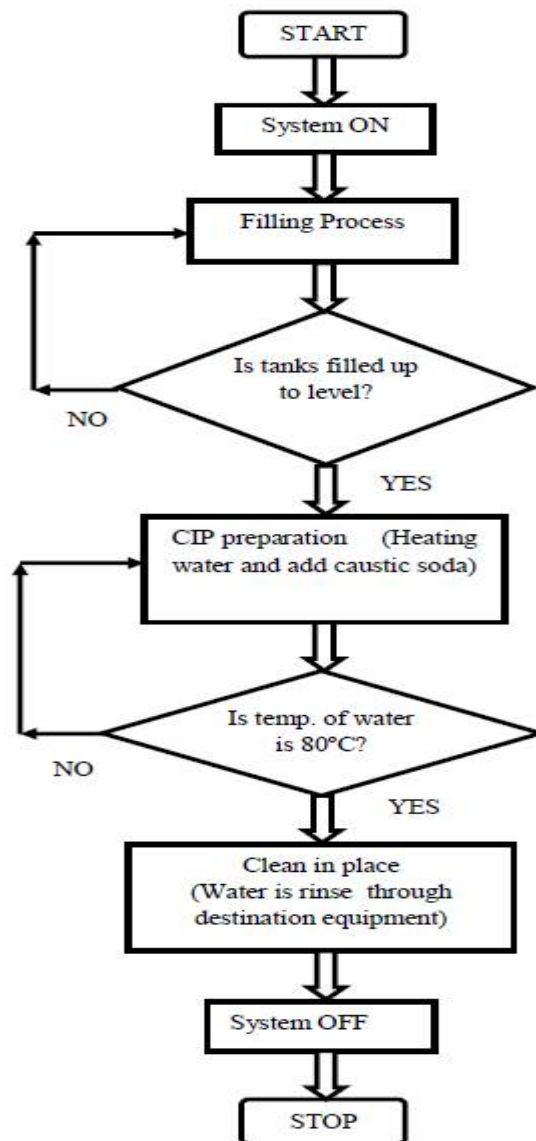 START
System ON
Filling Process
Is tanks filled up
to level?
NO
YES
CIP preparation (Heating
water and add caustic soda)
Is temp. of water
is 80°C?
NO
YES
Clean in place
(Water is rinse through
destination equipment)
System OFF
STOP